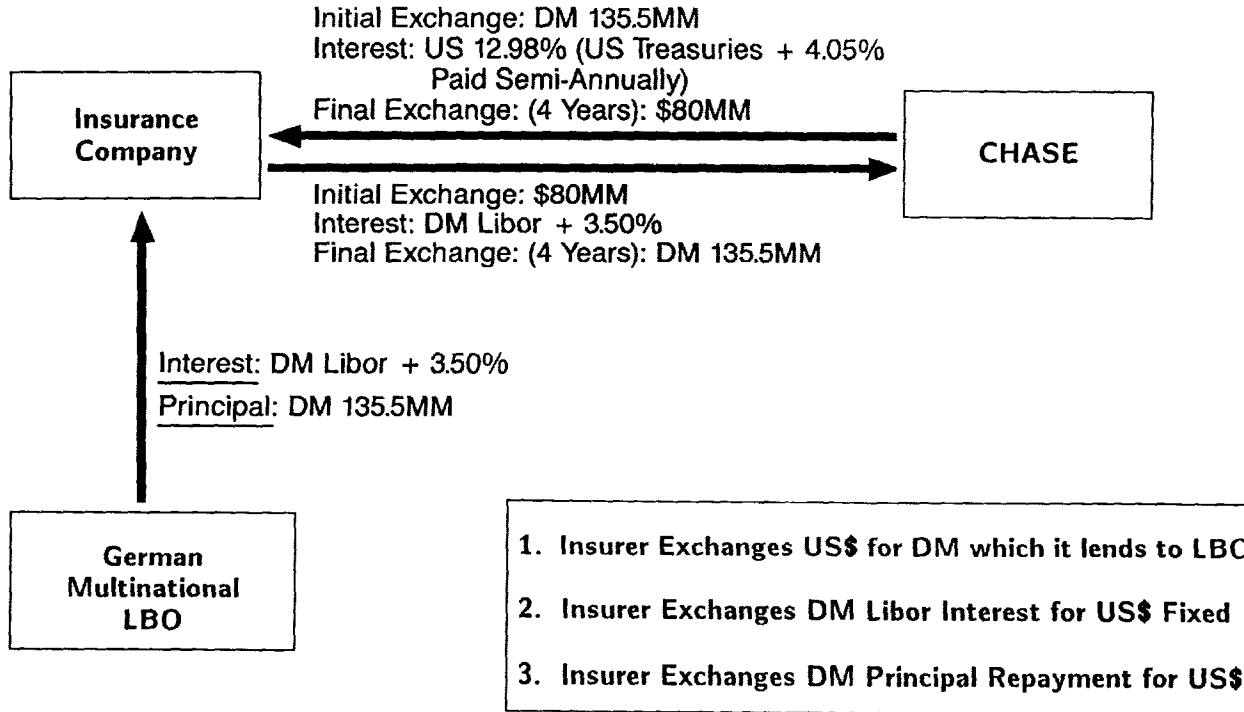 Initial Exchange: DM 135.5MM
Interest: US 12.98% (US Treasuries + 4.05%
Paid Semi-Annually)
Final Exchange: (4 Years): $80MM
Insurance
Company
CHASE
Initial Exchange: $80MM
Interest: DM Libor + 3.50%
Final Exchange: (4 Years): DM 135.5MM
Interest: DM Libor + 3.50%
Principal: DM 135.5MM
German
Multinational
LBO
1. Insurer Exchanges US$ for DM which it lends to LBO
2. Insurer Exchanges DM Libor Interest for US$ Fixed
3. Insurer Exchanges DM Principal Repayment for US$